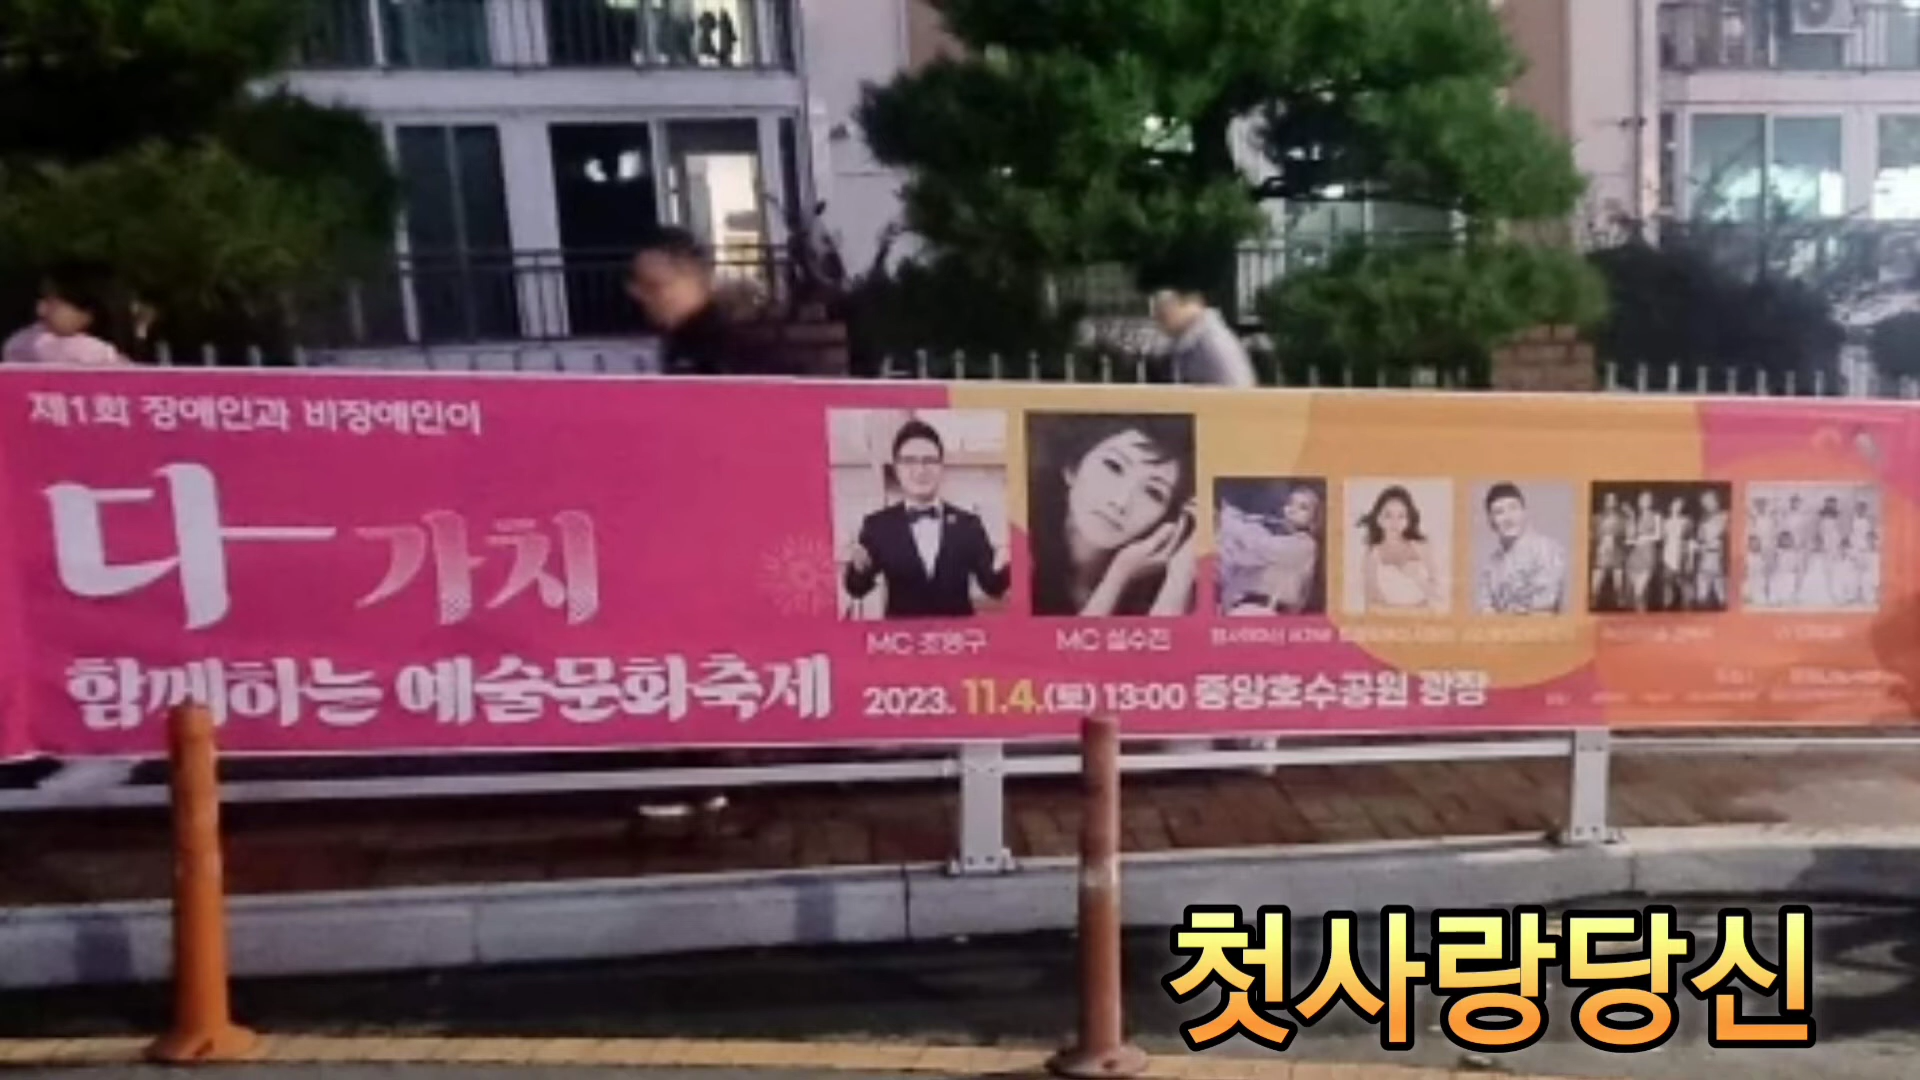 제1회 장애인과 비장애인이
다가치
함께하는 예술문화축제
MC 조영구
MC 설수진
2023. 11.4.(토) 13:00 중앙호수공원 광장
첫사랑당신